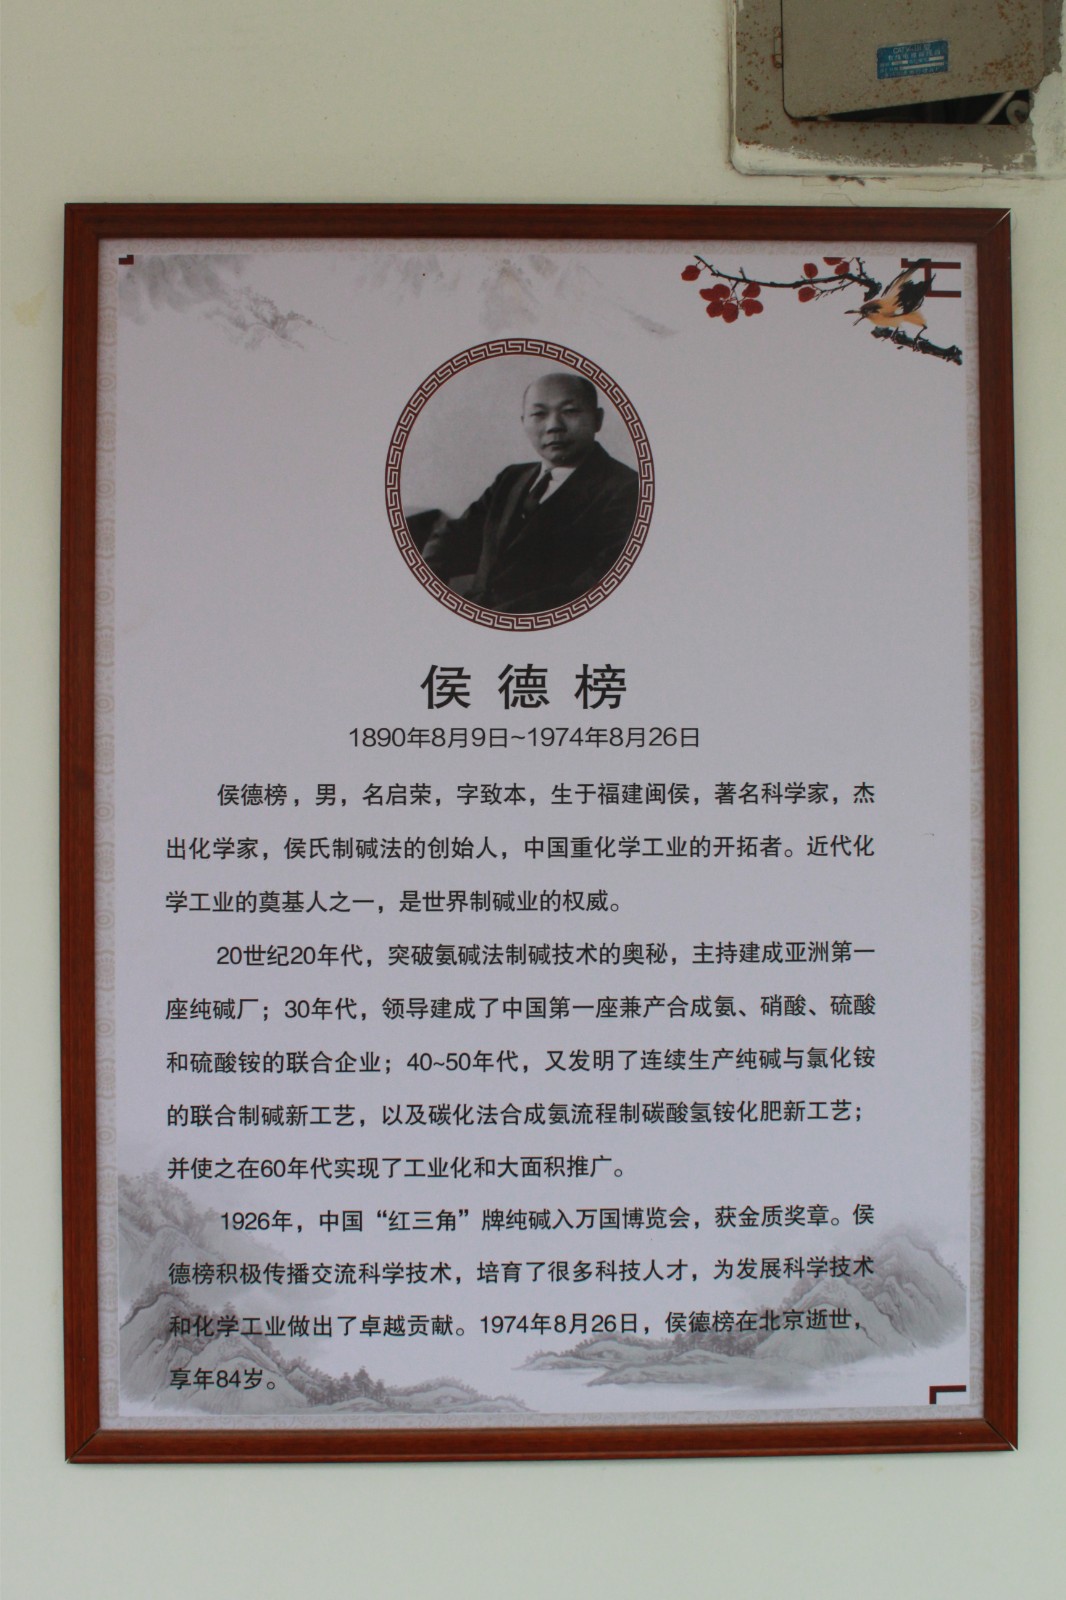 侯德榜
1890年8月9日~1974年8月26日
侯德榜，男，名启荣，字致本，生于福建闽侯，著名科学家，杰
出化学家，侯氏制碱法的创始人，中国重化学工业的开拓者。近代化
学工业的奠基人之一，是世界制碱业的权威。
20世纪20年代，突破氨碱法制碱技术的奥秘，主持建成亚洲第一
座纯碱厂；30年代，领导建成了中国第一座兼产合成氨、硝酸、硫酸
和硫酸铵的联合企业；40~50年代，又发明了连续生产纯碱与氯化铵
的联合制碱新工艺，以及碳化法合成氨流程制碳酸氢铵化肥新工艺；
并使之在60年代实现了工业化和大面积推广。
1926年，中国“红三角”牌纯碱入万国博览会，获金质奖章。侯
德榜积极传播交流科学技术，培育了很多科技人才，为发展科学技术
和化学工业做出了卓越贡献。1974年8月26日，侯德榜在北京逝世，
享年84岁。